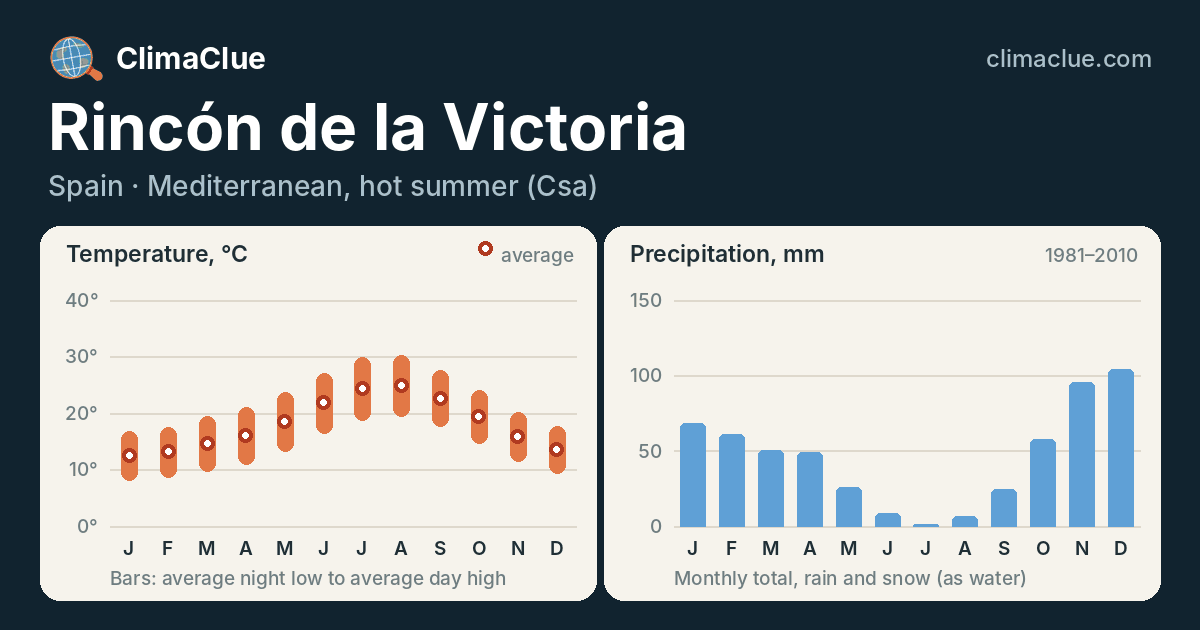 ClimaClue
climaclue.com
Rincón de la Victoria
Spain · Mediterranean, hot summer (Csa)
Temperature, °C
average
40°
30°
20°
10°
0°
J F M A M J J A S O N D
Bars: average night low to average day high
Precipitation, mm
1981–2010
150
100
50
0
J F M A M J J A S O N D
Monthly total, rain and snow (as water)